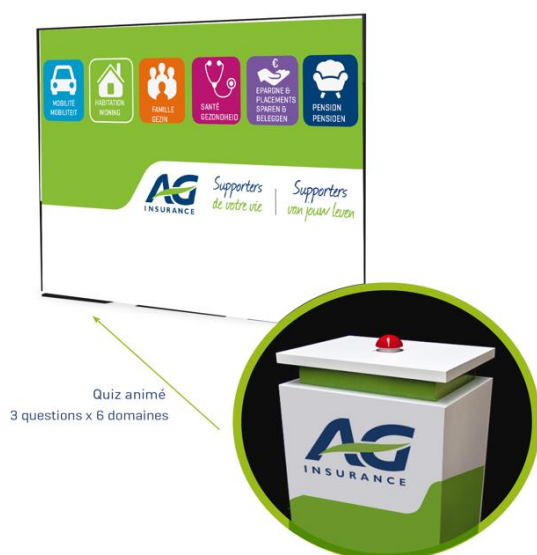 MOBILITÉ
MOBILITEIT
HABITATION
WONING
FAMILLE
GEZIN
SANTÉ
GEZONDHEID
€
EPARGNE &
PLACEMENTS
SPAREN &
BELEGGEN
PENSION
PENSIOEN
AG
INSURANCE
Supporters
de votre vie
Supporters
van jouw leven
Quiz animé
3 questions x 6 domaines
AG
INSURANCE